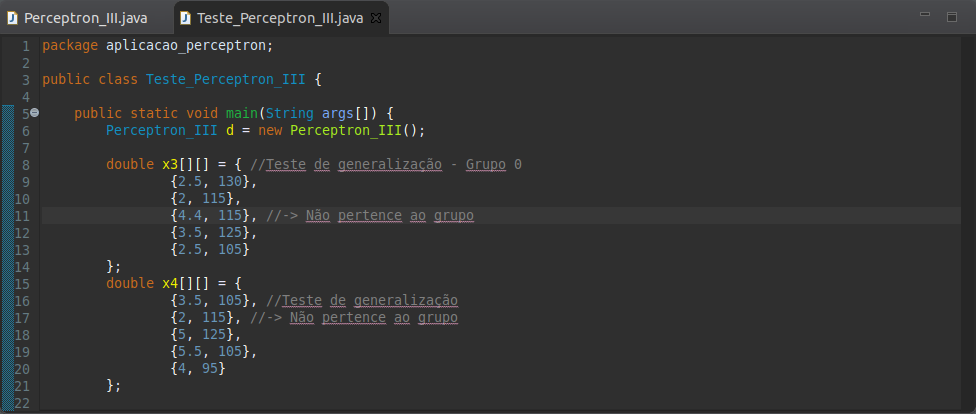 Perceptron_III.java Teste_Perceptron_III.java
1 package aplicacao_perceptron;
2
3 public class Teste_Perceptron_III {
4
5 public static void main(String args[]) {
6 Perceptron_III d = new Perceptron_III();
7
8 double x3[][] = { //Teste de generalização - Grupo 0
9 {2.5, 130},
10 {2, 115},
11 {4.4, 115}, //-> Não pertence ao grupo
12 {3.5, 125},
13 {2.5, 105}
14 };
15 double x4[][] = {
16 {3.5, 105}, //Teste de generalização
17 {2, 115}, //-> Não pertence ao grupo
18 {5, 125},
19 {5.5, 105},
20 {4, 95}
21 };
22